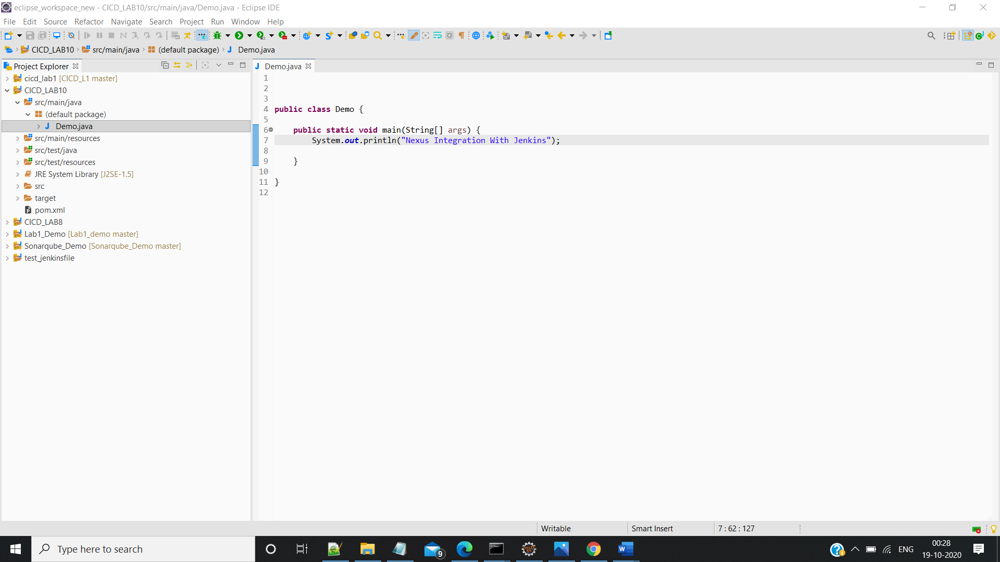 eclipse_workspace_new - CICD_LAB10/src/main/java/Demo.java - Eclipse IDE
File Edit Source Refactor Navigate Search Project Run Window Help
CICD_LAB10 src/main/java (default package) Demo.java
Project Explorer
Demo.java
cicd_lab1 [CICD_L1 master]
CICD_LAB10
src/main/java
(default package)
Demo.java
src/main/resources
src/test/java
src/test/resources
JRE System Library [J2SE-1.5]
src
target
pom.xml
CICD_LAB8
Lab1_Demo [Lab1_demo master]
Sonarqube_Demo [Sonarqube_Demo master]
test_jenkinsfile
1
2
3
4 public class Demo {
5
6 public static void main(String[] args) {
7 System.out.println("Nexus Integration With Jenkins");
8
9 }
10
11 }
12
Writable Smart Insert 7 : 62 : 127
Type here to search
9
ENG
00:28
19-10-2020